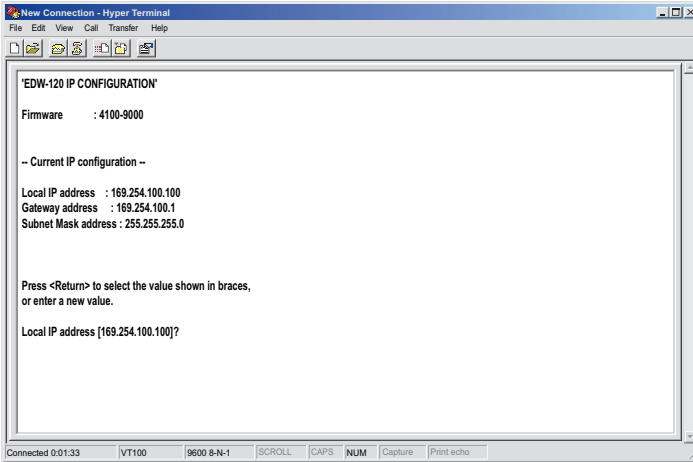 New Connection - Hyper Terminal
File Edit View Call Transfer Help
'EDW-120 IP CONFIGURATION'
Firmware : 4100-9000
-- Current IP configuration --
Local IP address : 169.254.100.100
Gateway address : 169.254.100.1
Subnet Mask address : 255.255.255.0
Press <Return> to select the value shown in braces,
or enter a new value.
Local IP address [169.254.100.100]?
Connected 0:01:33 VT100 9600 8-N-1 SCROLL CAPS NUM Capture Print echo